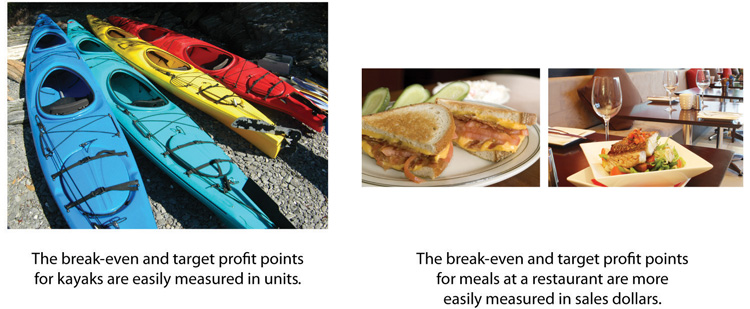 The break-even and target profit points
for kayaks are easily measured in units.
The break-even and target profit points
for meals at a restaurant are more
easily measured in sales dollars.